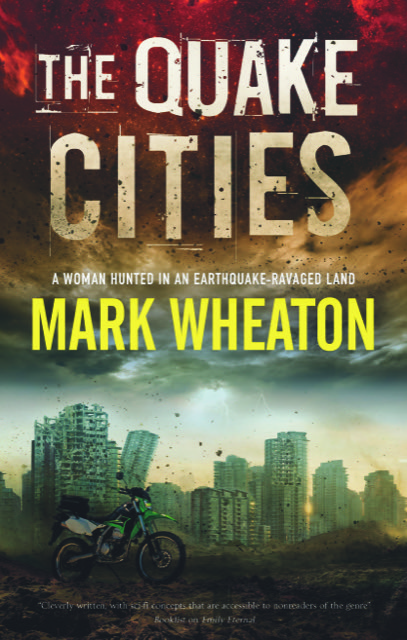 THE QUAKE
CITIES
A WOMAN HUNTED IN AN EARTHQUAKE-RAVAGED LAND
MARK WHEATON
"Cleverly written, with sci-fi concepts that are accessible to nonreaders of the genre"
Booklist on Emily Eternal